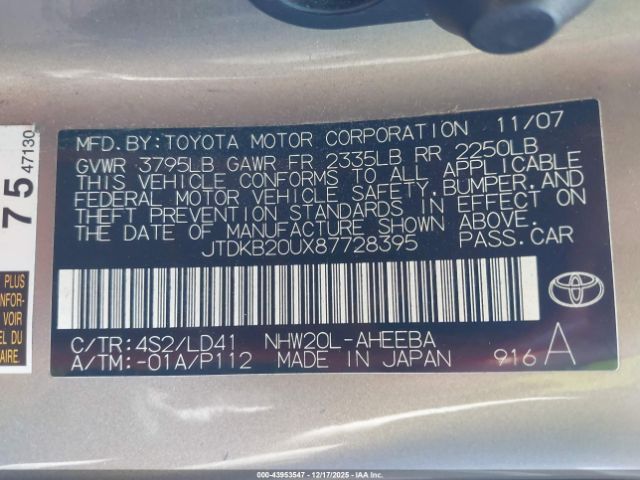 MFD. BY: TOYOTA MOTOR CORPORATION 11/07
GVWR 3795LB GAWR FR 2335LB RR 2250LB
THIS VEHICLE CONFORMS TO ALL APPLICABLE
FEDERAL MOTOR VEHICLE SAFETY, BUMPER, AND
THEFT PREVENTION STANDARDS IN EFFECT ON
THE DATE OF MANUFACTURE SHOWN ABOVE.
JTDKB20UX87728395 PASS. CAR
C/TR: 4S2/LD41 NHW20L-AHEEBA
A/TM: -01A/P112 MADE IN JAPAN 916 A
75
47130
PLUS
INFOR-
VOIR
DU
AIRE.
000-43953547 - 12/17/2025 - IAA Corp.